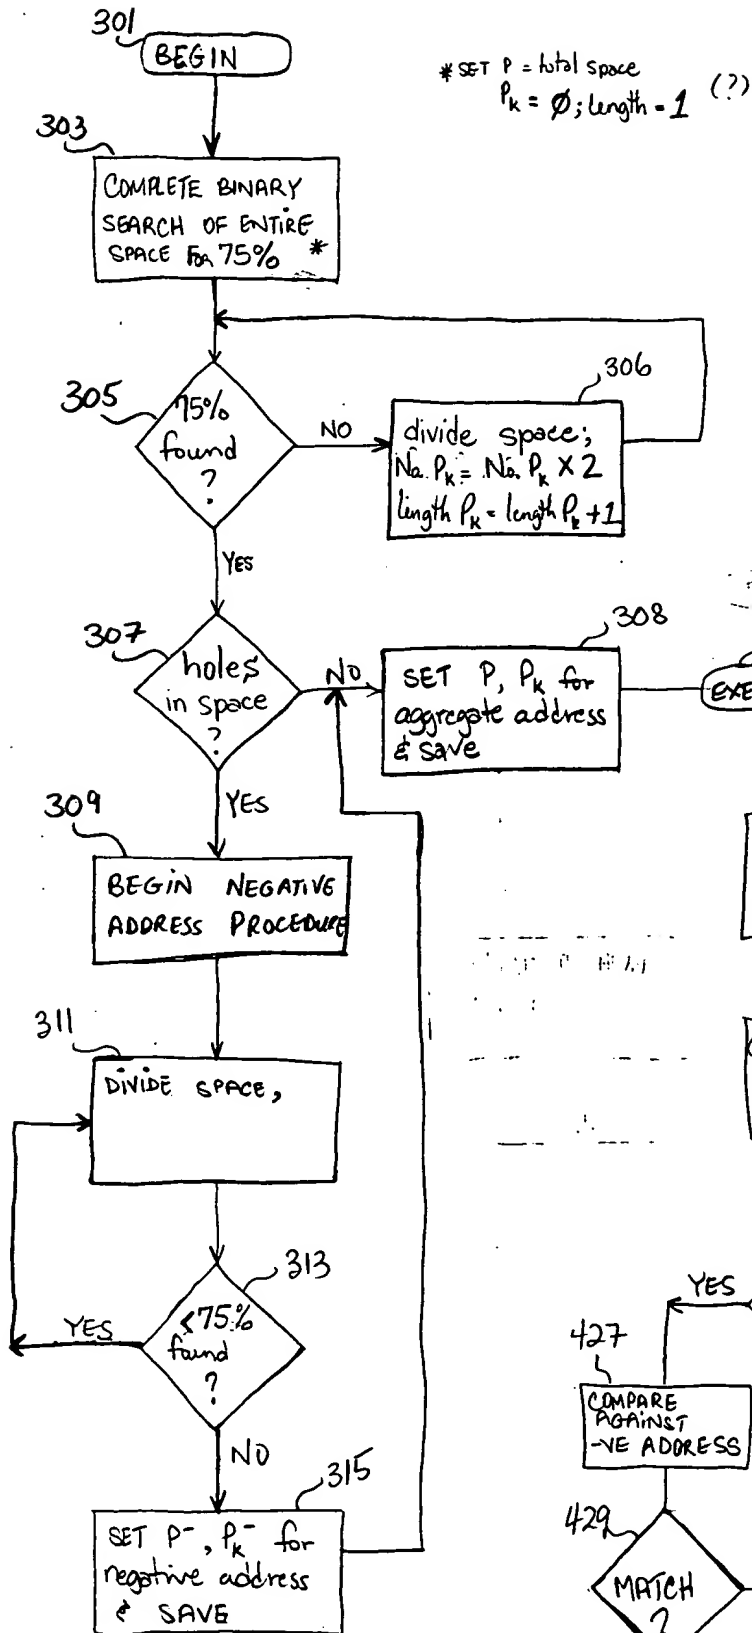 301
BEGIN
* SET P = total space
Pk = Ø; length = 1 (?)
303
COMPLETE BINARY
SEARCH OF ENTIRE
SPACE FOR 75% *
305
75%
found
?
NO
306
divide space;
No. Pk = No. Pk X 2
length Pk = length Pk + 1
YES
307
holes
in space
?
NO
308
SET P, Pk for
aggregate address
& save
EXE
YES
309
BEGIN NEGATIVE
ADDRESS PROCEDURE
311
DIVIDE SPACE,
313
<75%
found
?
YES
NO
315
SET P-, Pk- for
negative address
& SAVE
YES
427
COMPARE
AGAINST
-VE ADDRESS
429
MATCH
?